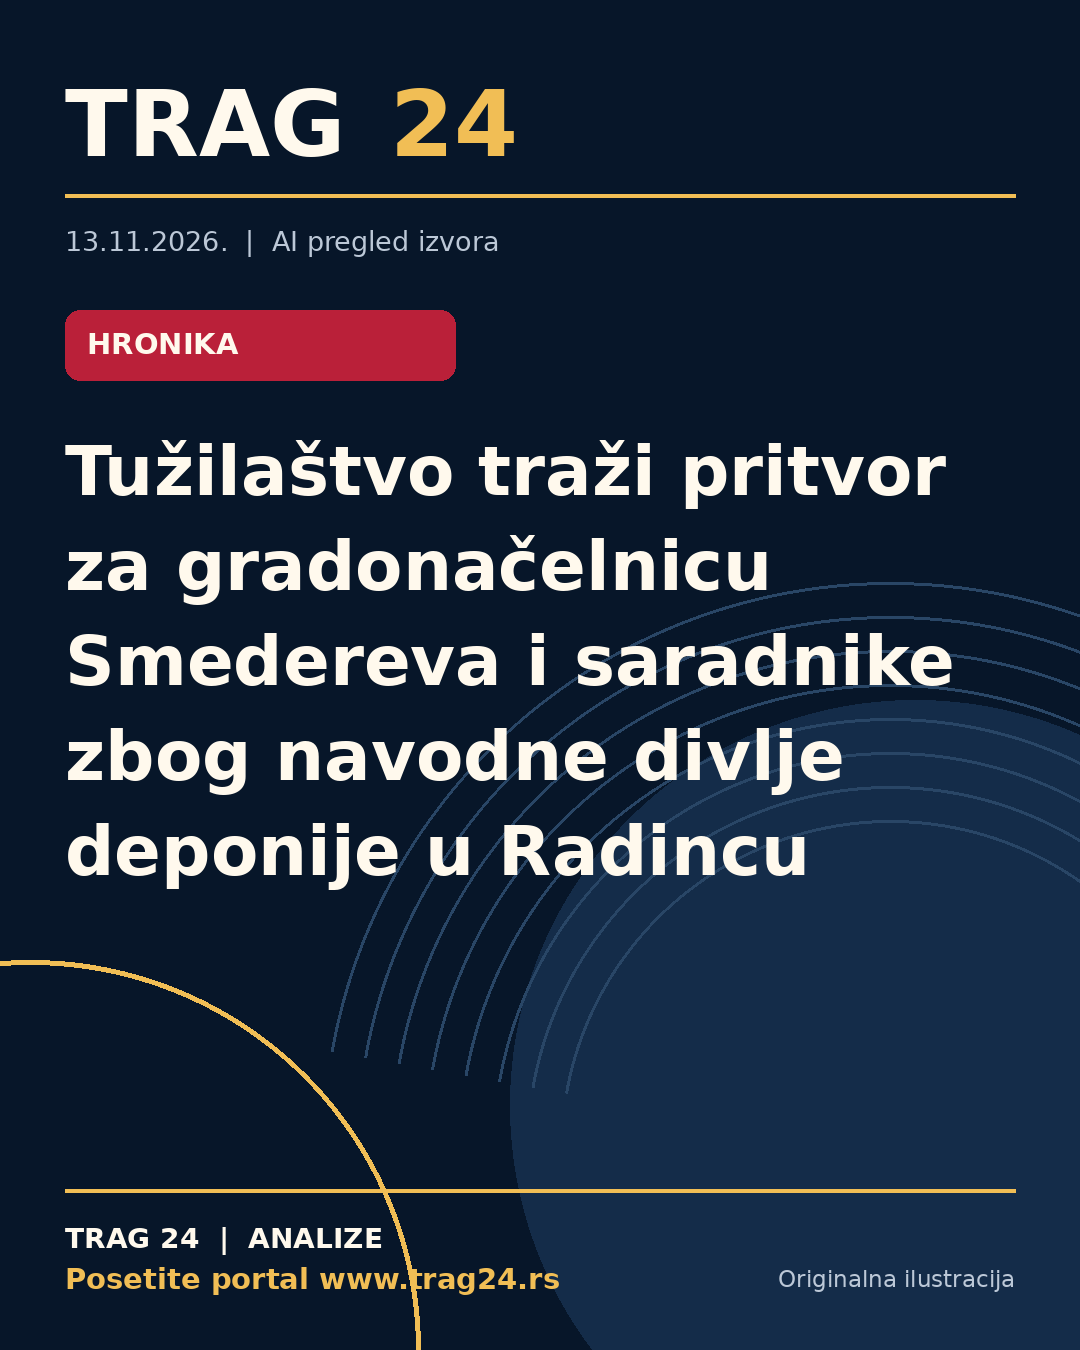 TRAG 24
13.11.2026. | AI pregled izvora
HRONIKA
Tužilaštvo traži pritvor
za gradonačelnicu
Smedereva i saradnike
zbog navodne divlje
deponije u Radincu
TRAG 24 | ANALIZE
Posetite portal www.trag24.rs
Originalna ilustracija